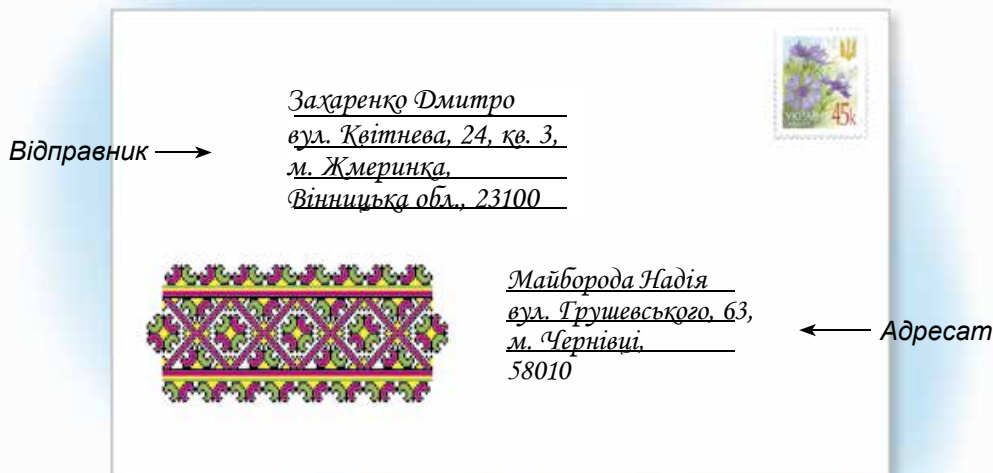 Захаренко Дмитро
вул. Квітнева, 24, кв. 3,
м. Жмеринка,
Вінницька обл., 23100
Відправник
Майборода Надія
вул. Грушевського, 63,
м. Чернівці,
58010
Адресат
45к